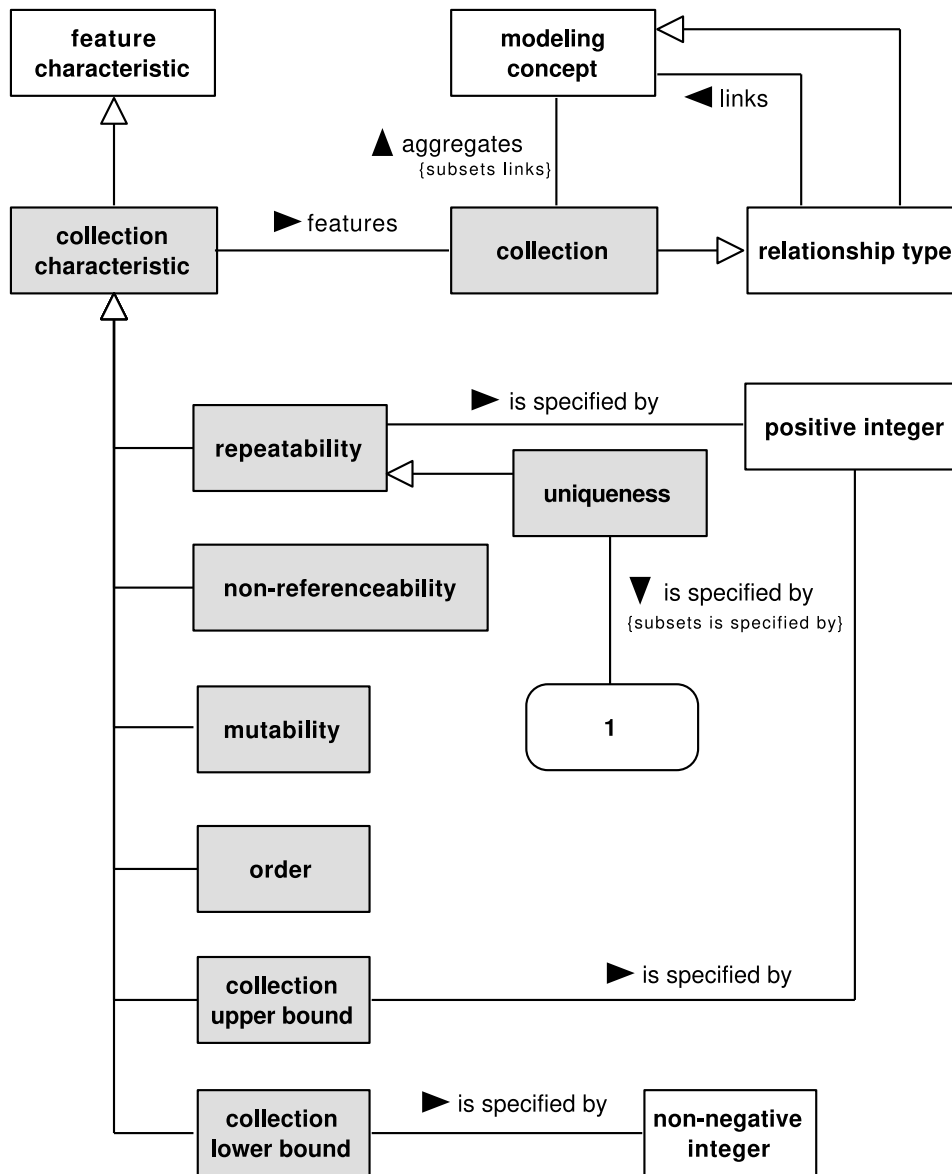 feature
characteristic
modeling
concept
links
aggregates
{subsets links}
collection
characteristic
features
collection
relationship type
is specified by
repeatability
positive integer
uniqueness
non-referenceability
is specified by
{subsets is specified by}
mutability
1
order
collection
upper bound
is specified by
collection
lower bound
is specified by
non-negative
integer